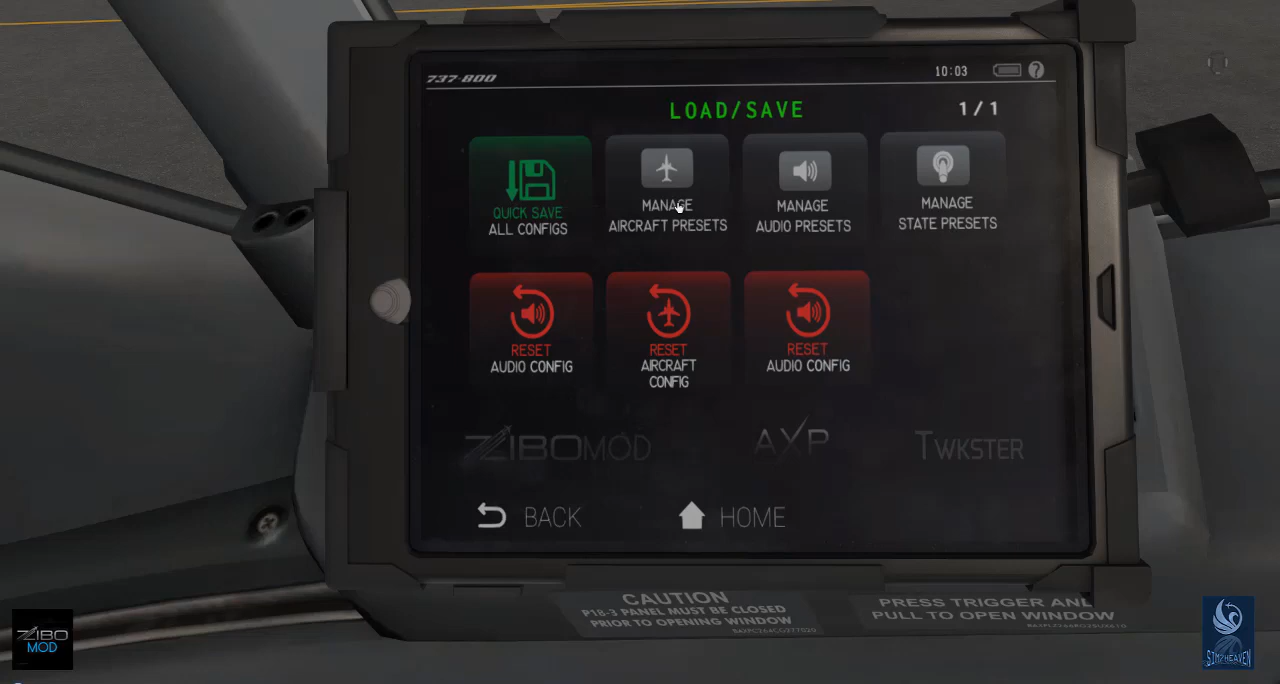 737-800
10:03
?
LOAD/SAVE
1 / 1
QUICK SAVE
ALL CONFIGS
MANAGE
AIRCRAFT PRESETS
MANAGE
AUDIO PRESETS
MANAGE
STATE PRESETS
RESET
AUDIO CONFIG
RESET
AIRCRAFT
CONFIG
RESET
AUDIO CONFIG
ZIBOMOD
AXP
TWKSTER
BACK
HOME
CAUTION
P18-3 PANEL MUST BE CLOSED
PRIOR TO OPENING WINDOW
PRESS TRIGGER AND
PULL TO OPEN WINDOW
ZIBO
MOD
SIMHEAVEN